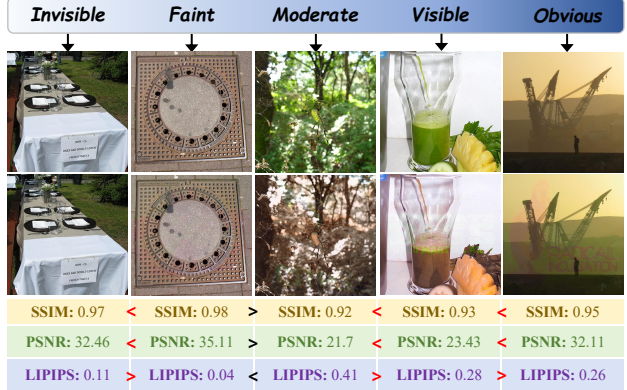 Invisible Faint Moderate Visible Obvious
SSIM: 0.97 < SSIM: 0.98 > SSIM: 0.92 < SSIM: 0.93 < SSIM: 0.95
PSNR: 32.46 < PSNR: 35.11 > PSNR: 21.7 < PSNR: 23.43 < PSNR: 32.11
LIPIPS: 0.11 > LIPIPS: 0.04 < LIPIPS: 0.41 > LIPIPS: 0.28 > LIPIPS: 0.26